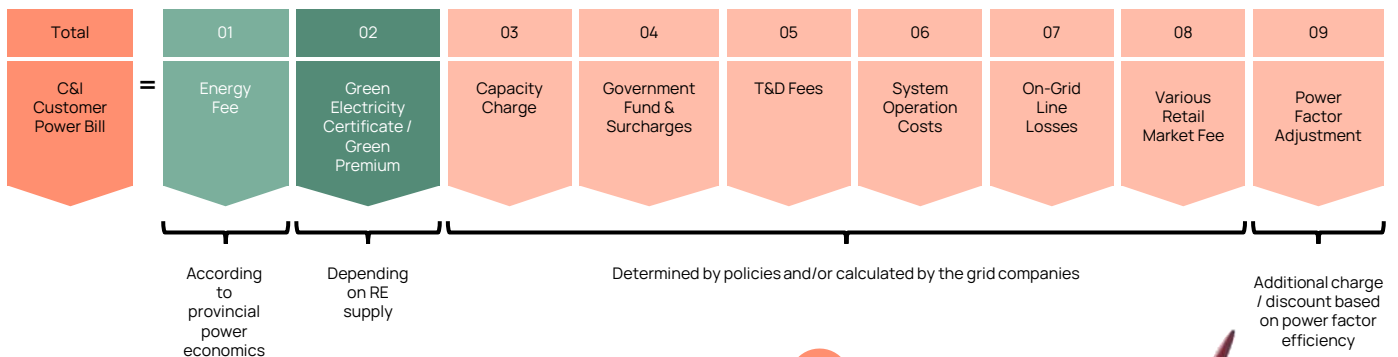 Total
01
02
03
04
05
06
07
08
09
C&I
Customer
Power Bill
=
Energy
Fee
Green
Electricity
Certificate /
Green
Premium
Capacity
Charge
Government
Fund &
Surcharges
T&D Fees
System
Operation
Costs
On-Grid
Line
Losses
Various
Retail
Market Fee
Power
Factor
Adjustment
According
to
provincial
power
economics
Depending
on RE
supply
Determined by policies and/or calculated by the grid companies
Additional charge
/ discount based
on power factor
efficiency